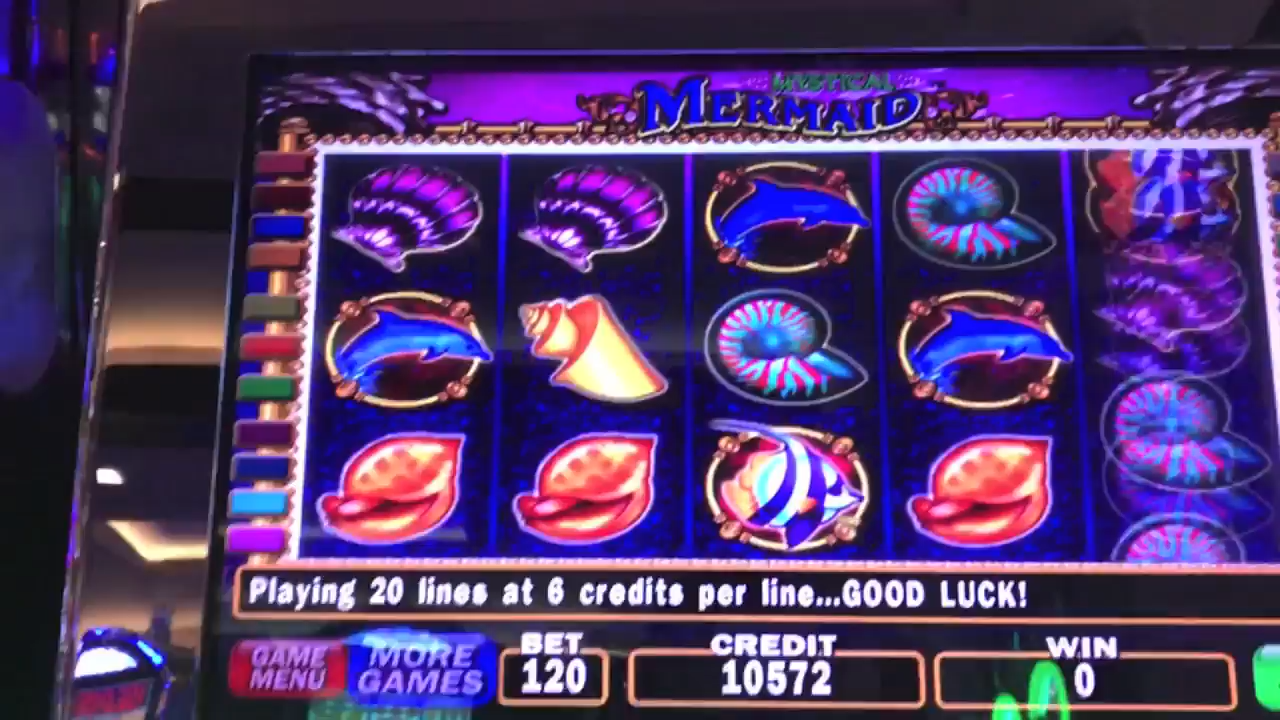 MYSTICAL
MERMAID
Playing 20 lines at 6 credits per line...GOOD LUCK!
GAME MENU
MORE GAMES
BET
120
CREDIT
10572
WIN
0